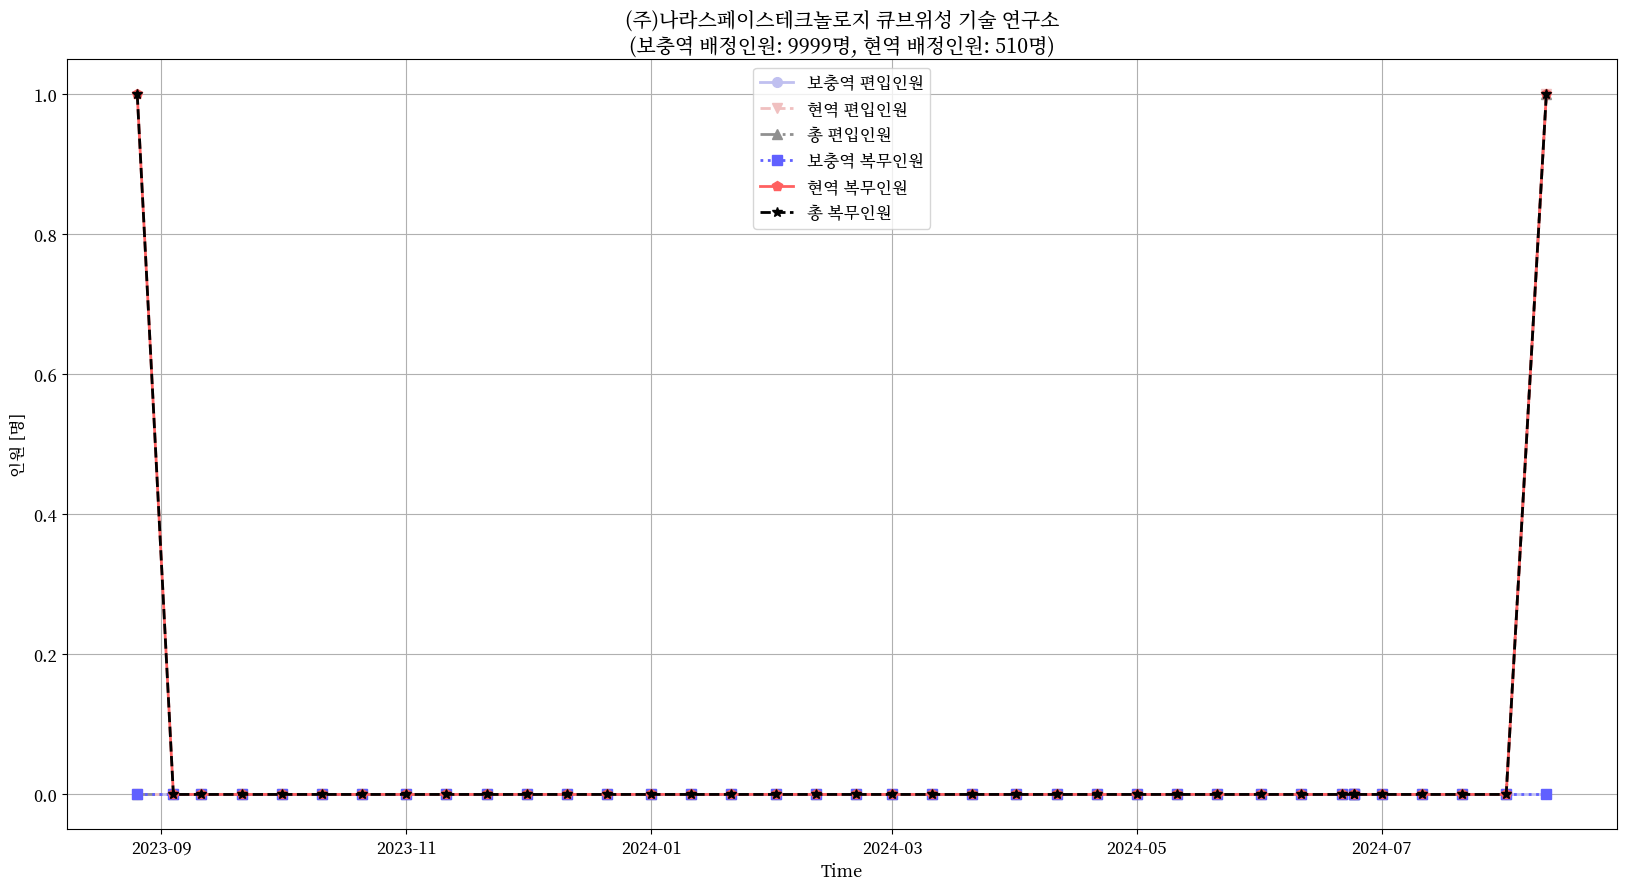 (주)나라스페이스테크놀로지 큐브위성 기술 연구소
(보충역 배정인원: 9999명, 현역 배정인원: 510명)
보충역 편입인원
현역 편입인원
총 편입인원
보충역 복무인원
현역 복무인원
총 복무인원
1.0
0.8
0.6
0.4
0.2
0.0
인원 [명]
2023-09
2023-11
2024-01
2024-03
2024-05
2024-07
Time